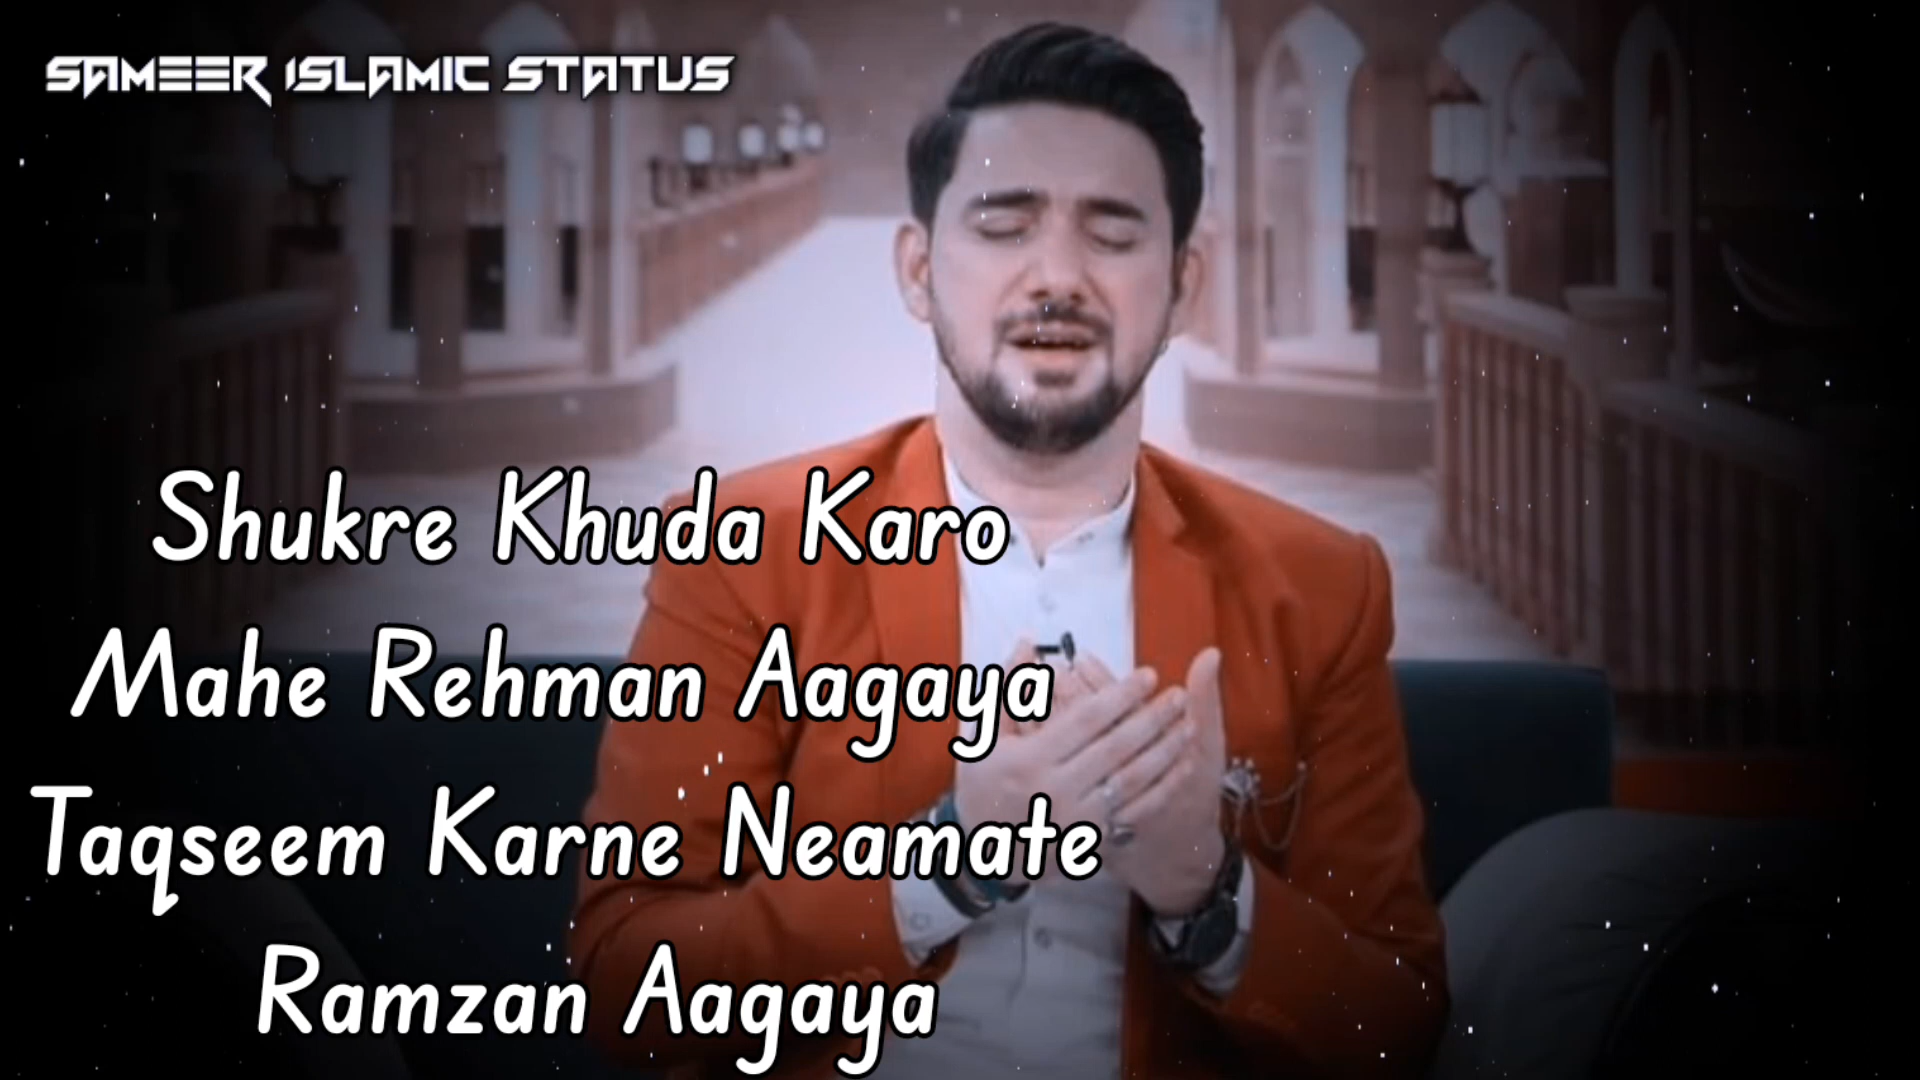 SAMEER ISLAMIC STATUS
Shukre Khuda Karo
Mahe Rehman Aagaya
Taqseem Karne Neamate
Ramzan Aagaya